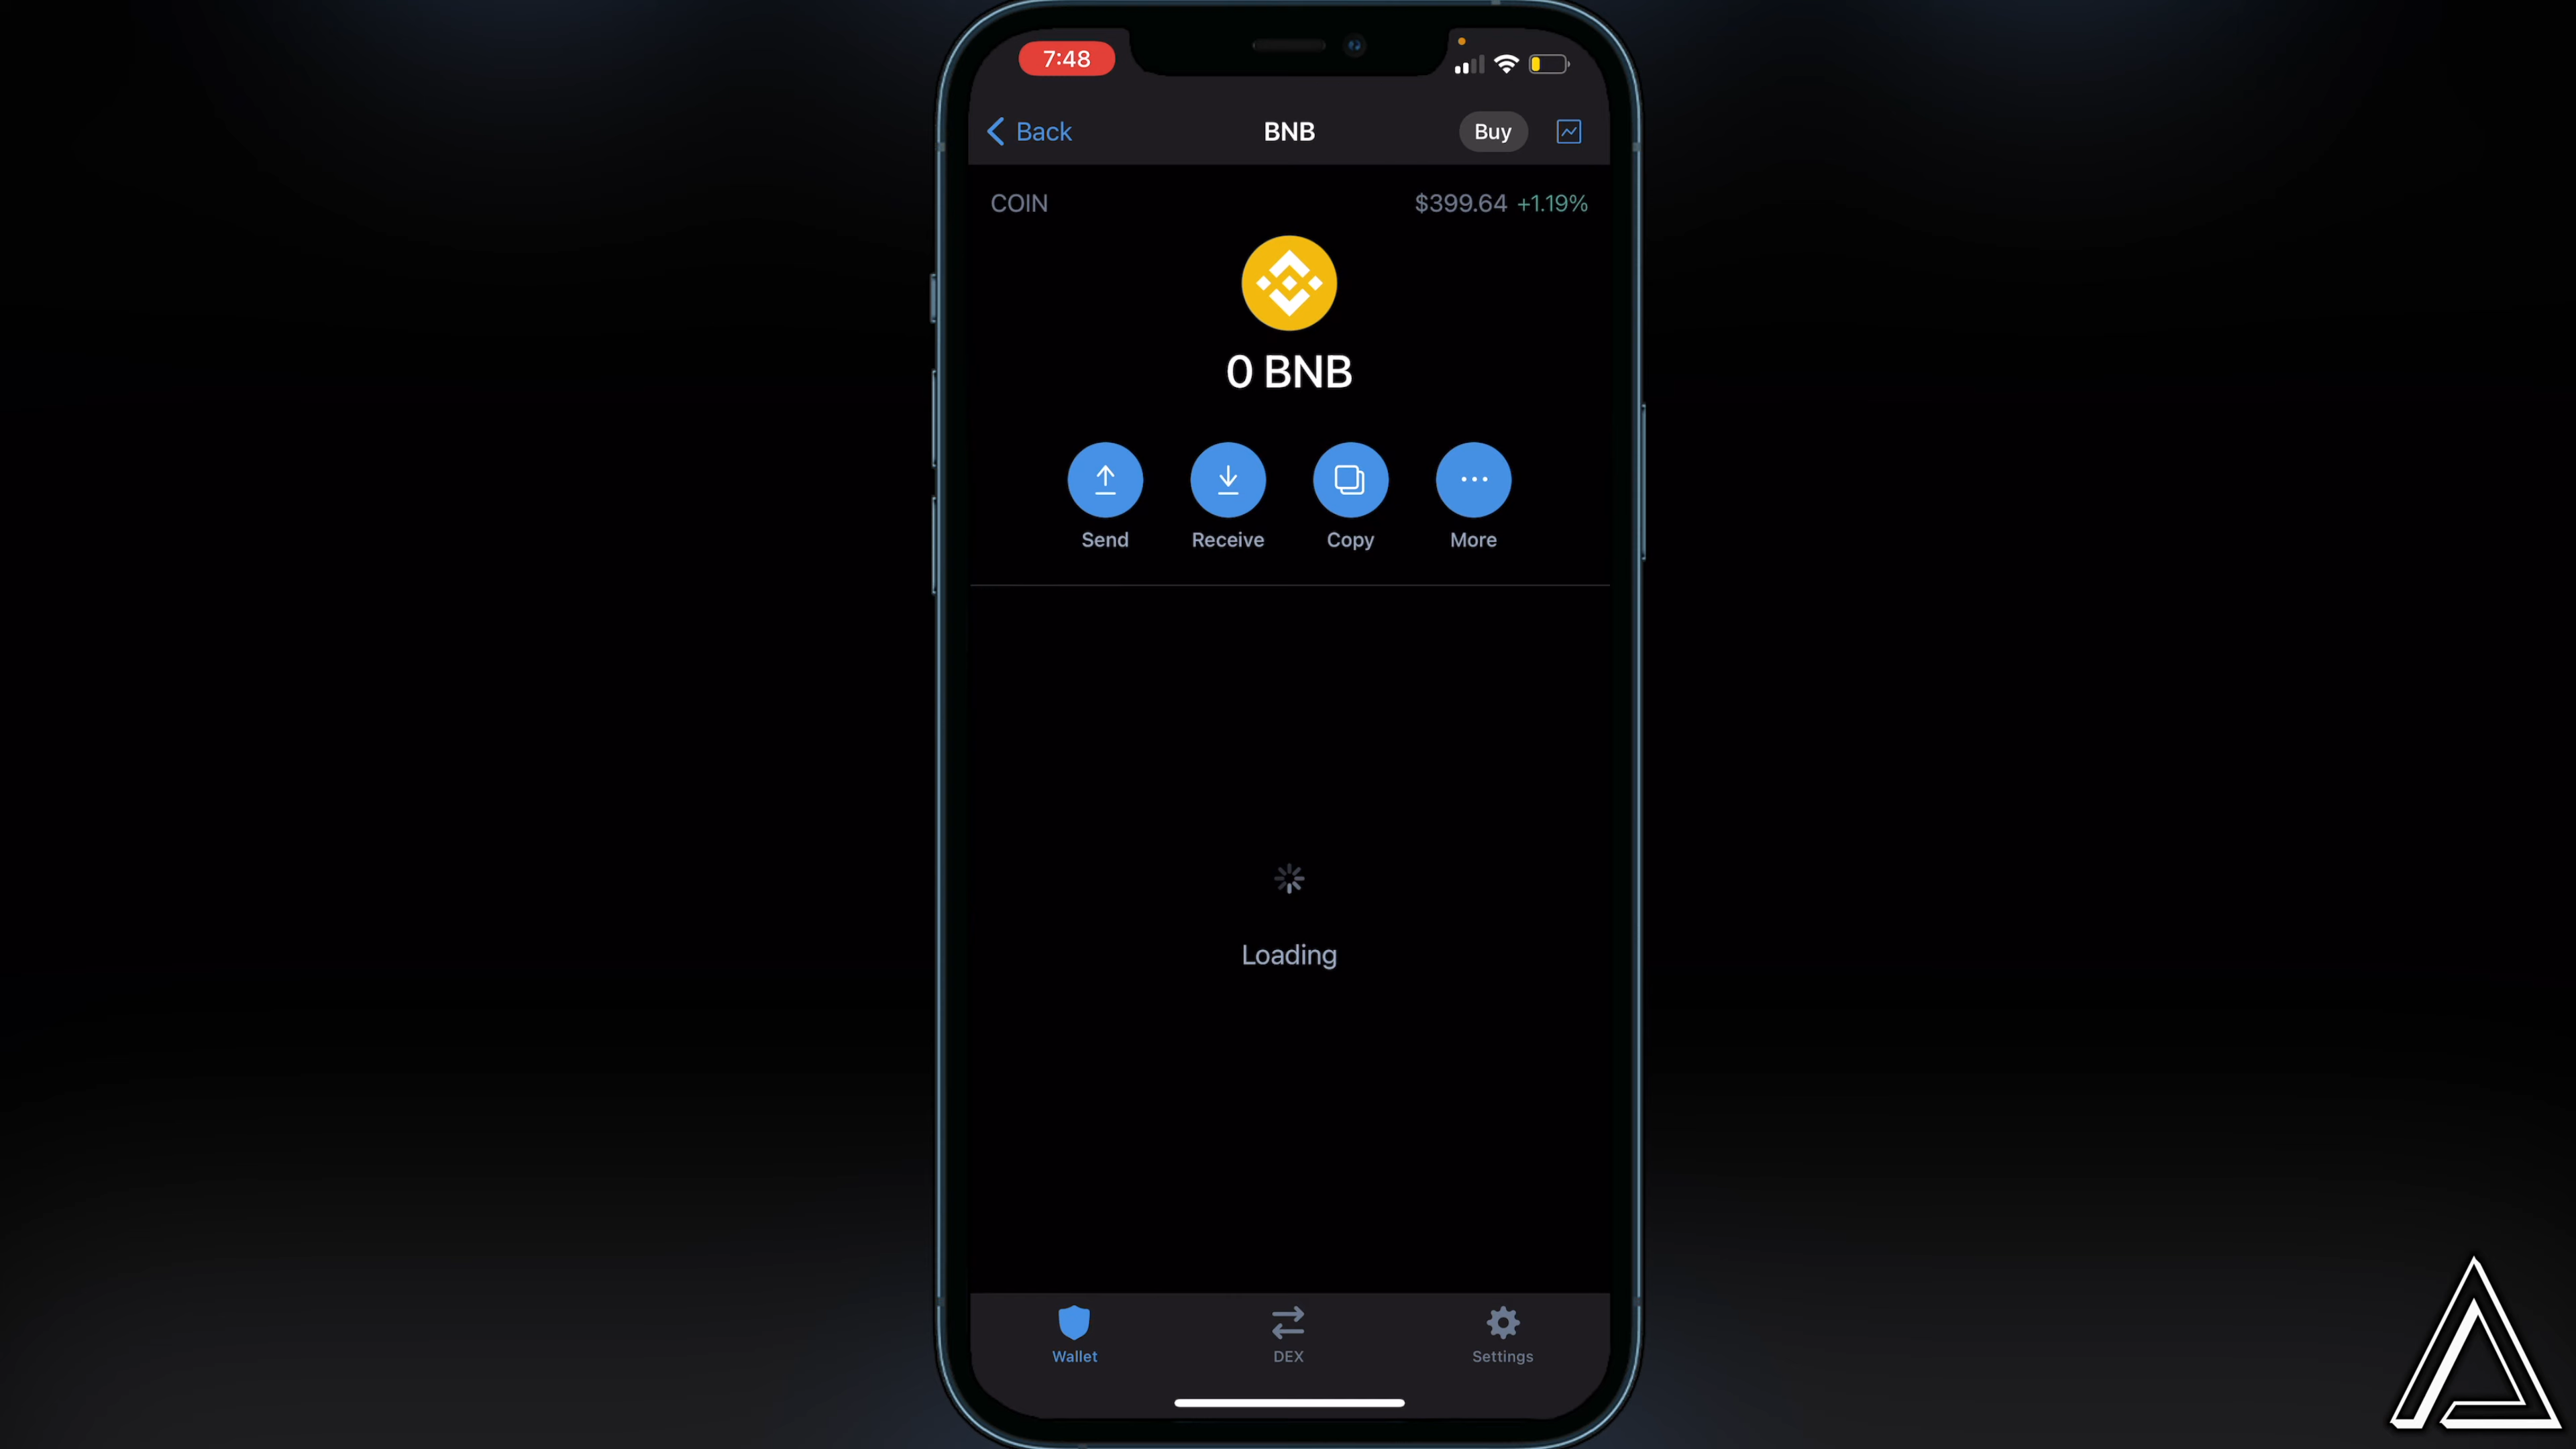 7:48
Back
BNB
Buy
COIN
$399.64 +1.19%
0 BNB
Send
Receive
Copy
More
Loading
Wallet
DEX
Settings